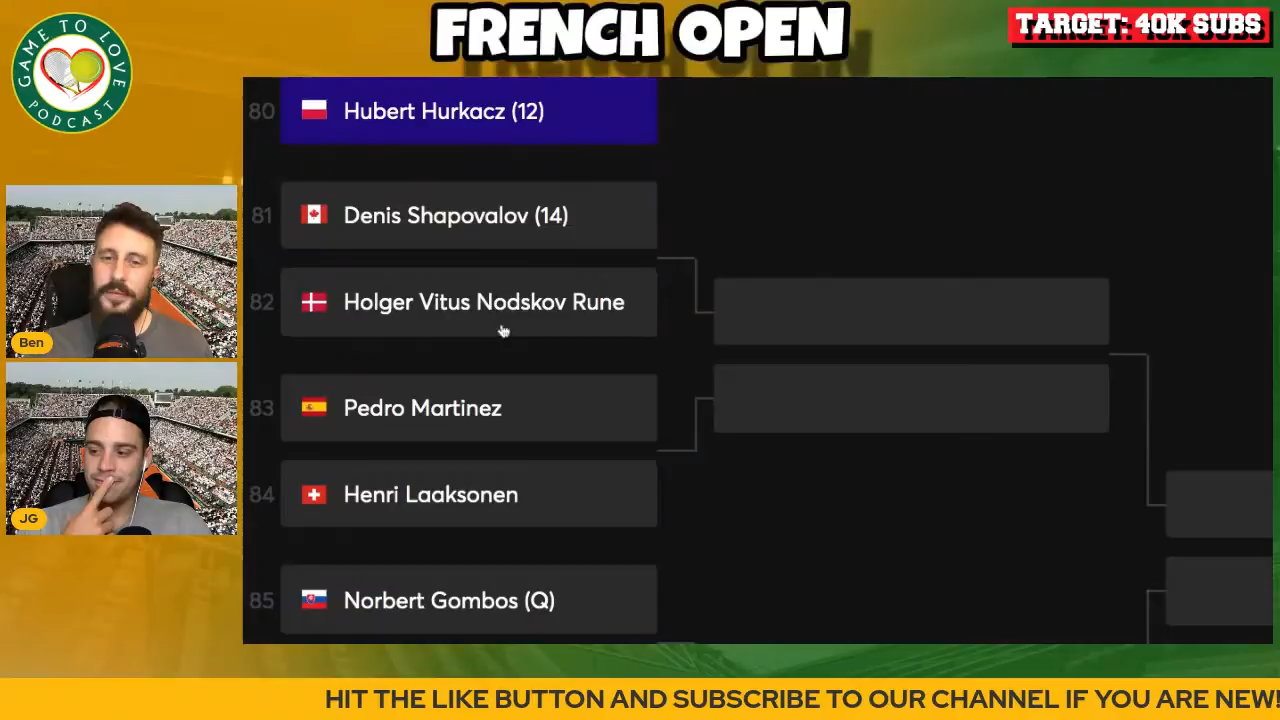 GAME TO LOVE
PODCAST
FRENCH OPEN
TARGET: 40K SUBS
80 Hubert Hurkacz (12)
81 Denis Shapovalov (14)
82 Holger Vitus Nodskov Rune
83 Pedro Martinez
84 Henri Laaksonen
85 Norbert Gombos (Q)
Ben
JG
HIT THE LIKE BUTTON AND SUBSCRIBE TO OUR CHANNEL IF YOU ARE NEW!